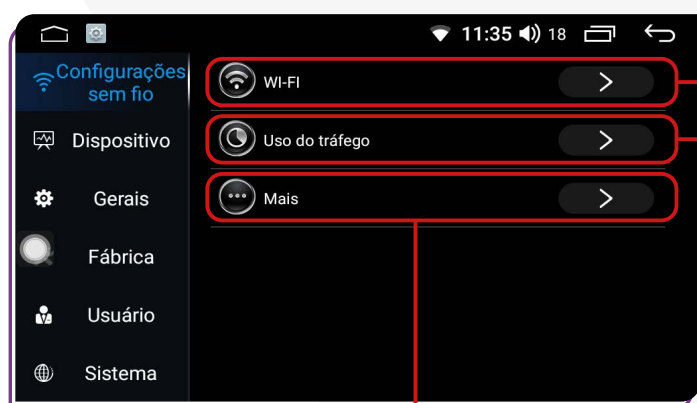 11:35 18
Configurações
sem fio
Dispositivo
Gerais
Fábrica
Usuário
Sistema
WI-FI
Uso do tráfego
Mais